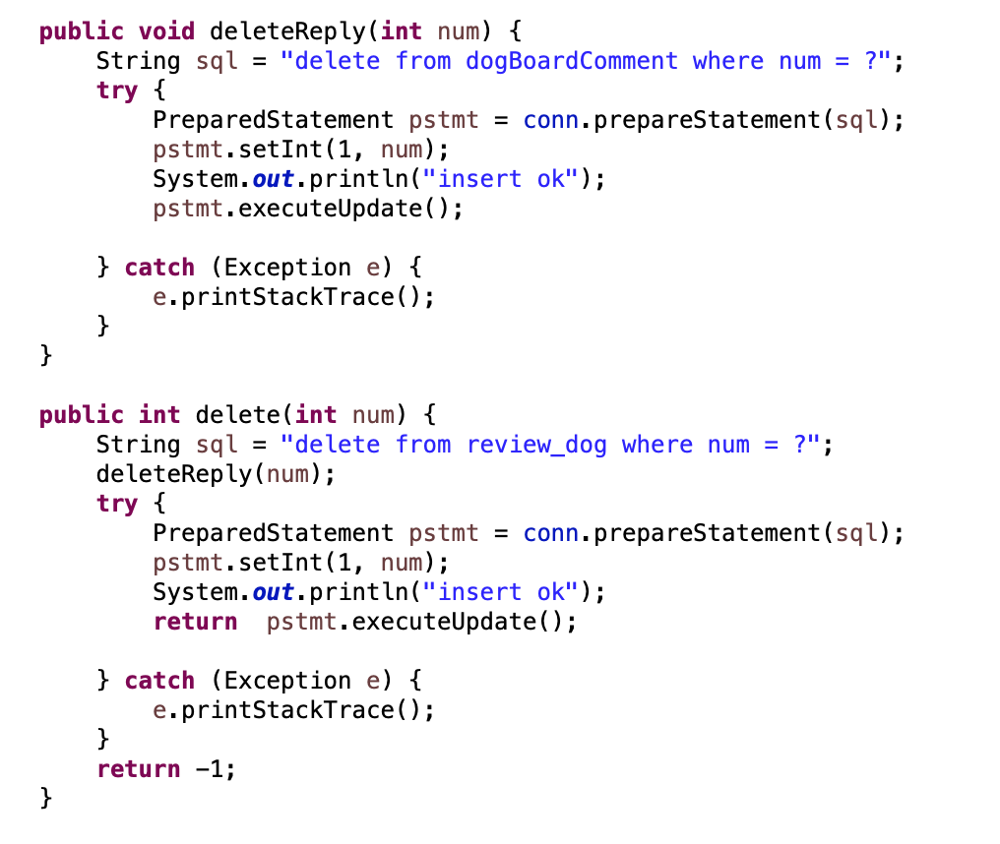 public void deleteReply(int num) {
    String sql = "delete from dogBoardComment where num = ?";
    try {
        PreparedStatement pstmt = conn.prepareStatement(sql);
        pstmt.setInt(1, num);
        System.out.println("insert ok");
        pstmt.executeUpdate();

    } catch (Exception e) {
        e.printStackTrace();
    }
}

public int delete(int num) {
    String sql = "delete from review_dog where num = ?";
    deleteReply(num);
    try {
        PreparedStatement pstmt = conn.prepareStatement(sql);
        pstmt.setInt(1, num);
        System.out.println("insert ok");
        return  pstmt.executeUpdate();

    } catch (Exception e) {
        e.printStackTrace();
    }
    return -1;
}